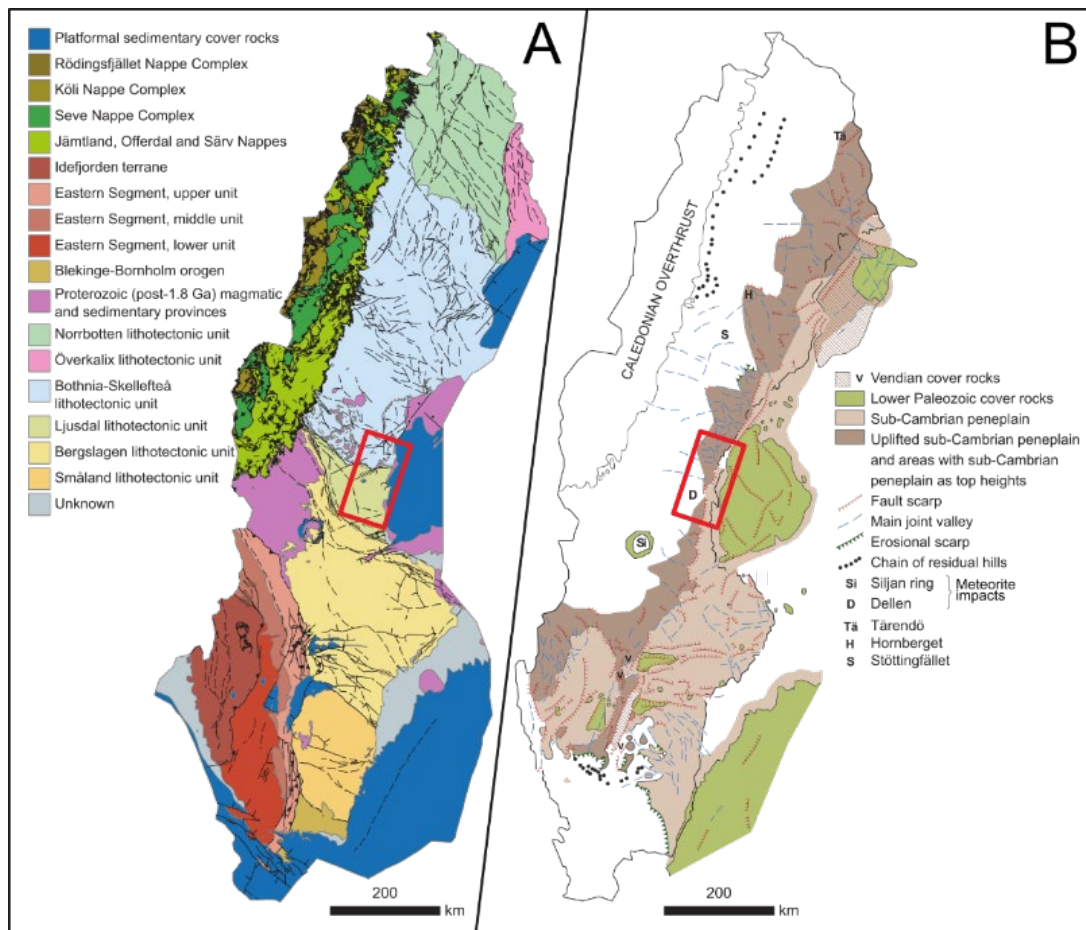 A
Platformal sedimentary cover rocks
Rödingsfjället Nappe Complex
Köli Nappe Complex
Seve Nappe Complex
Jämtland, Offerdal and Särv Nappes
Idefjorden terrane
Eastern Segment, upper unit
Eastern Segment, middle unit
Eastern Segment, lower unit
Blekinge-Bornholm orogen
Proterozoic (post-1.8 Ga) magmatic
and sedimentary provinces
Norrbotten lithotectonic unit
Överkalix lithotectonic unit
Bothnia-Skellefteå
lithotectonic unit
Ljusdal lithotectonic unit
Bergslagen lithotectonic unit
Småland lithotectonic unit
Unknown
200
km
B
Tä
CALEDONIAN OVERTHRUST
H
S
D
Si
V
V
V
v Vendian cover rocks
Lower Paleozoic cover rocks
Sub-Cambrian peneplain
Uplifted sub-Cambrian peneplain
and areas with sub-Cambrian
peneplain as top heights
Fault scarp
Main joint valley
Erosional scarp
Chain of residual hills
Si Siljan ring
D Dellen
Meteorite
impacts
Tä Tärendö
H Hornberget
S Stöttingfället
200
km